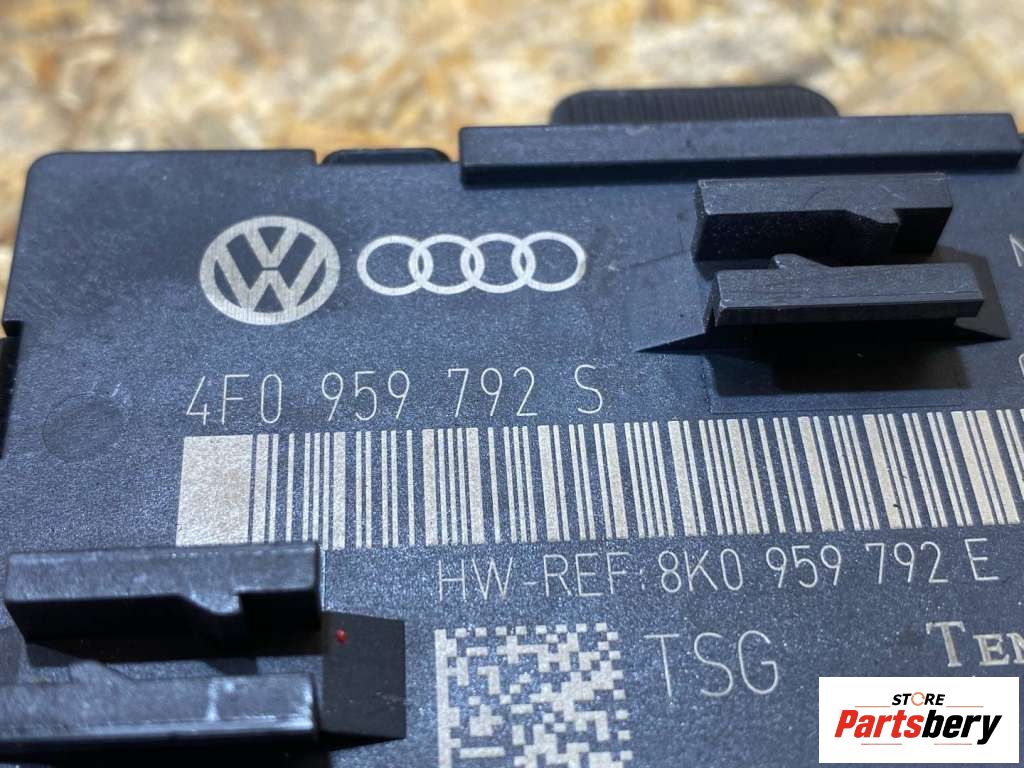 4F0 959 792 S
HW-REF: 8K0 959 792 E
TSG
STORE
Partsbery